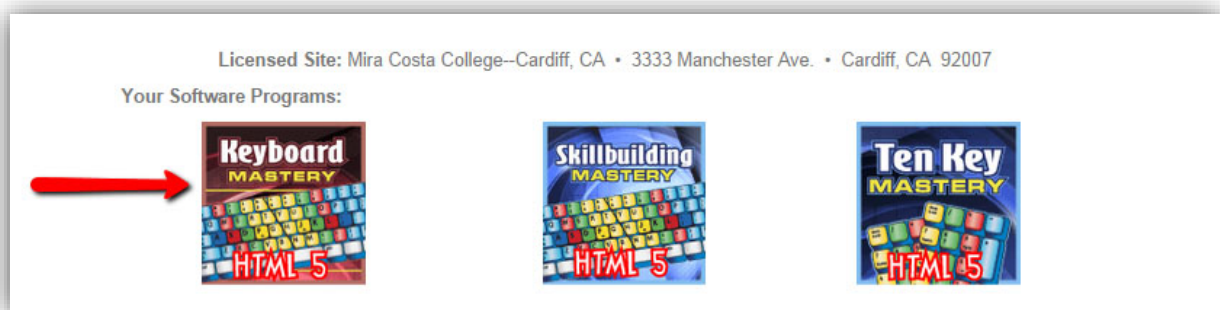 Licensed Site: Mira Costa College--Cardiff, CA • 3333 Manchester Ave. • Cardiff, CA 92007
Your Software Programs:
Keyboard
MASTERY
HTML 5
Skillbuilding
MASTERY
HTML 5
Ten Key
MASTERY
HTML 5